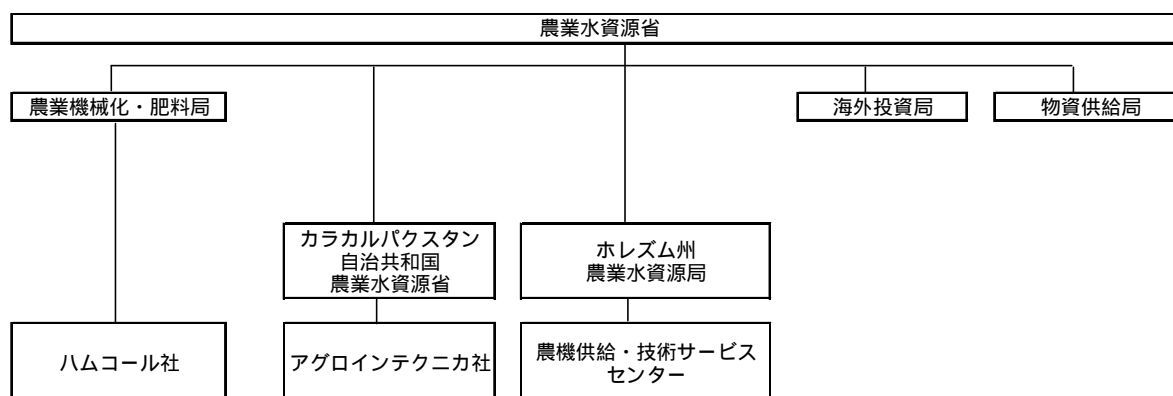 農業水資源省
農業機械化・肥料局
海外投資局
物資供給局
カラカルパクスタン
自治共和国
農業水資源省
ホレズム州
農業水資源局
ハムコール社
アグロインテクニカ社
農機供給・技術サービス
センター